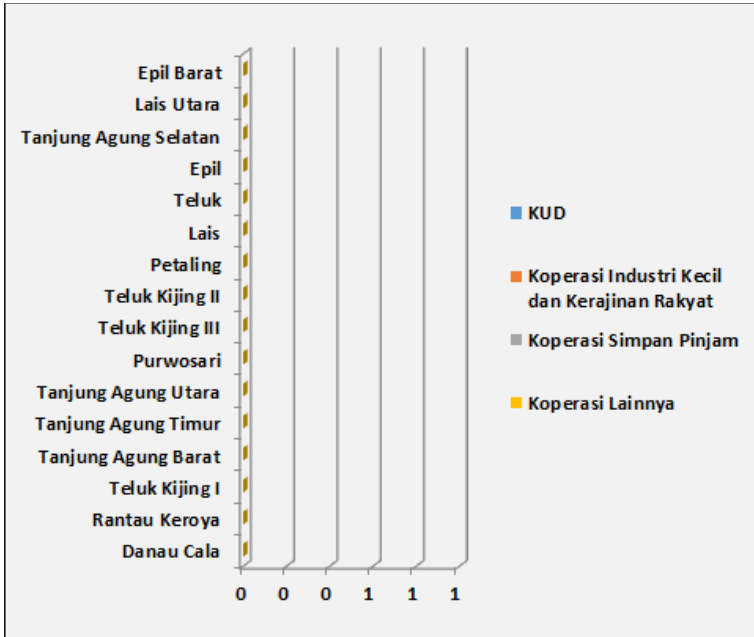 Epil Barat
Lais Utara
Tanjung Agung Selatan
Epil
Teluk
Lais
Petaling
Teluk Kijing II
Teluk Kijing III
Purwosari
Tanjung Agung Utara
Tanjung Agung Timur
Tanjung Agung Barat
Teluk Kijing I
Rantau Keroya
Danau Cala
0 0 0 1 1 1
KUD
Koperasi Industri Kecil
dan Kerajinan Rakyat
Koperasi Simpan Pinjam
Koperasi Lainnya